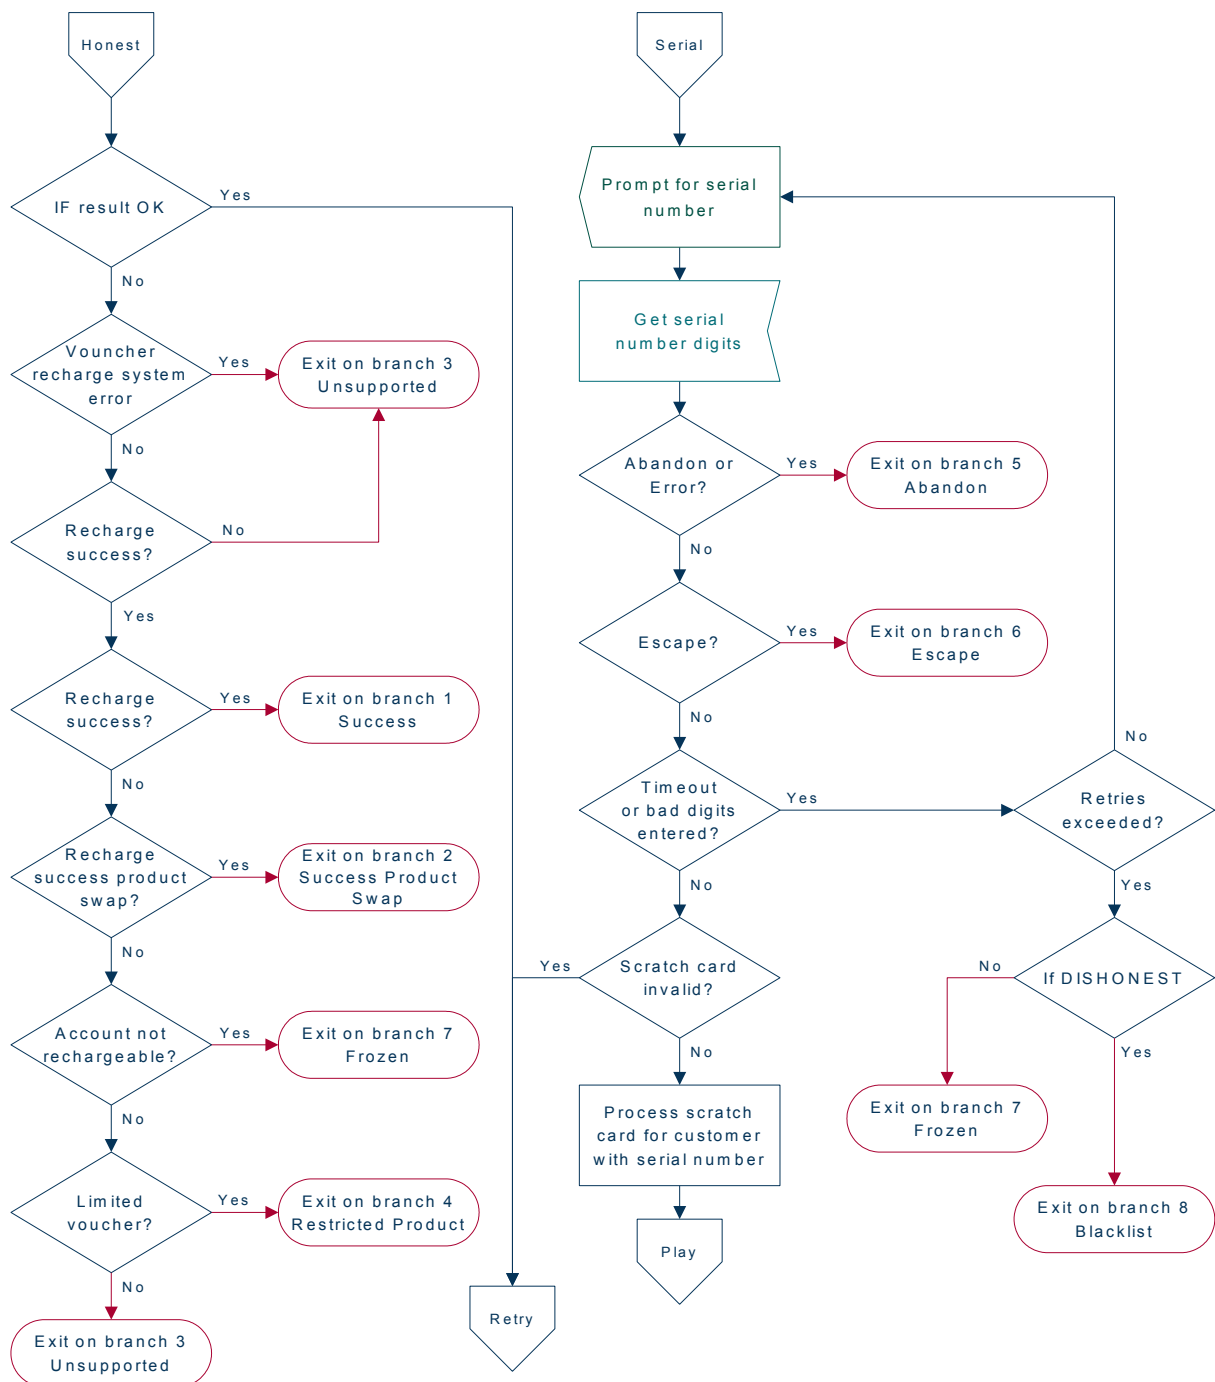 Honest
IF result OK
Yes
No
Vouncher
recharge system
error
Yes
Exit on branch 3
Unsupported
No
Recharge
success?
No
Yes
Recharge
success?
Yes
Exit on branch 1
Success
No
Recharge
success product
swap?
Yes
Exit on branch 2
Success Product
Swap
No
Account not
rechargeable?
Yes
Exit on branch 7
Frozen
No
Limited
voucher?
Yes
Exit on branch 4
Restricted Product
No
Exit on branch 3
Unsupported
Serial
Prompt for serial
number
Get serial
number digits
Abandon or
Error?
Yes
Exit on branch 5
Abandon
No
Escape?
Yes
Exit on branch 6
Escape
No
Timeout
or bad digits
entered?
Yes
No
Scratch card
invalid?
Yes
No
Process scratch
card for customer
with serial number
Play
Retry
No
Retries
exceeded?
Yes
If DISHONEST
No
Exit on branch 7
Frozen
Yes
Exit on branch 8
Blacklist